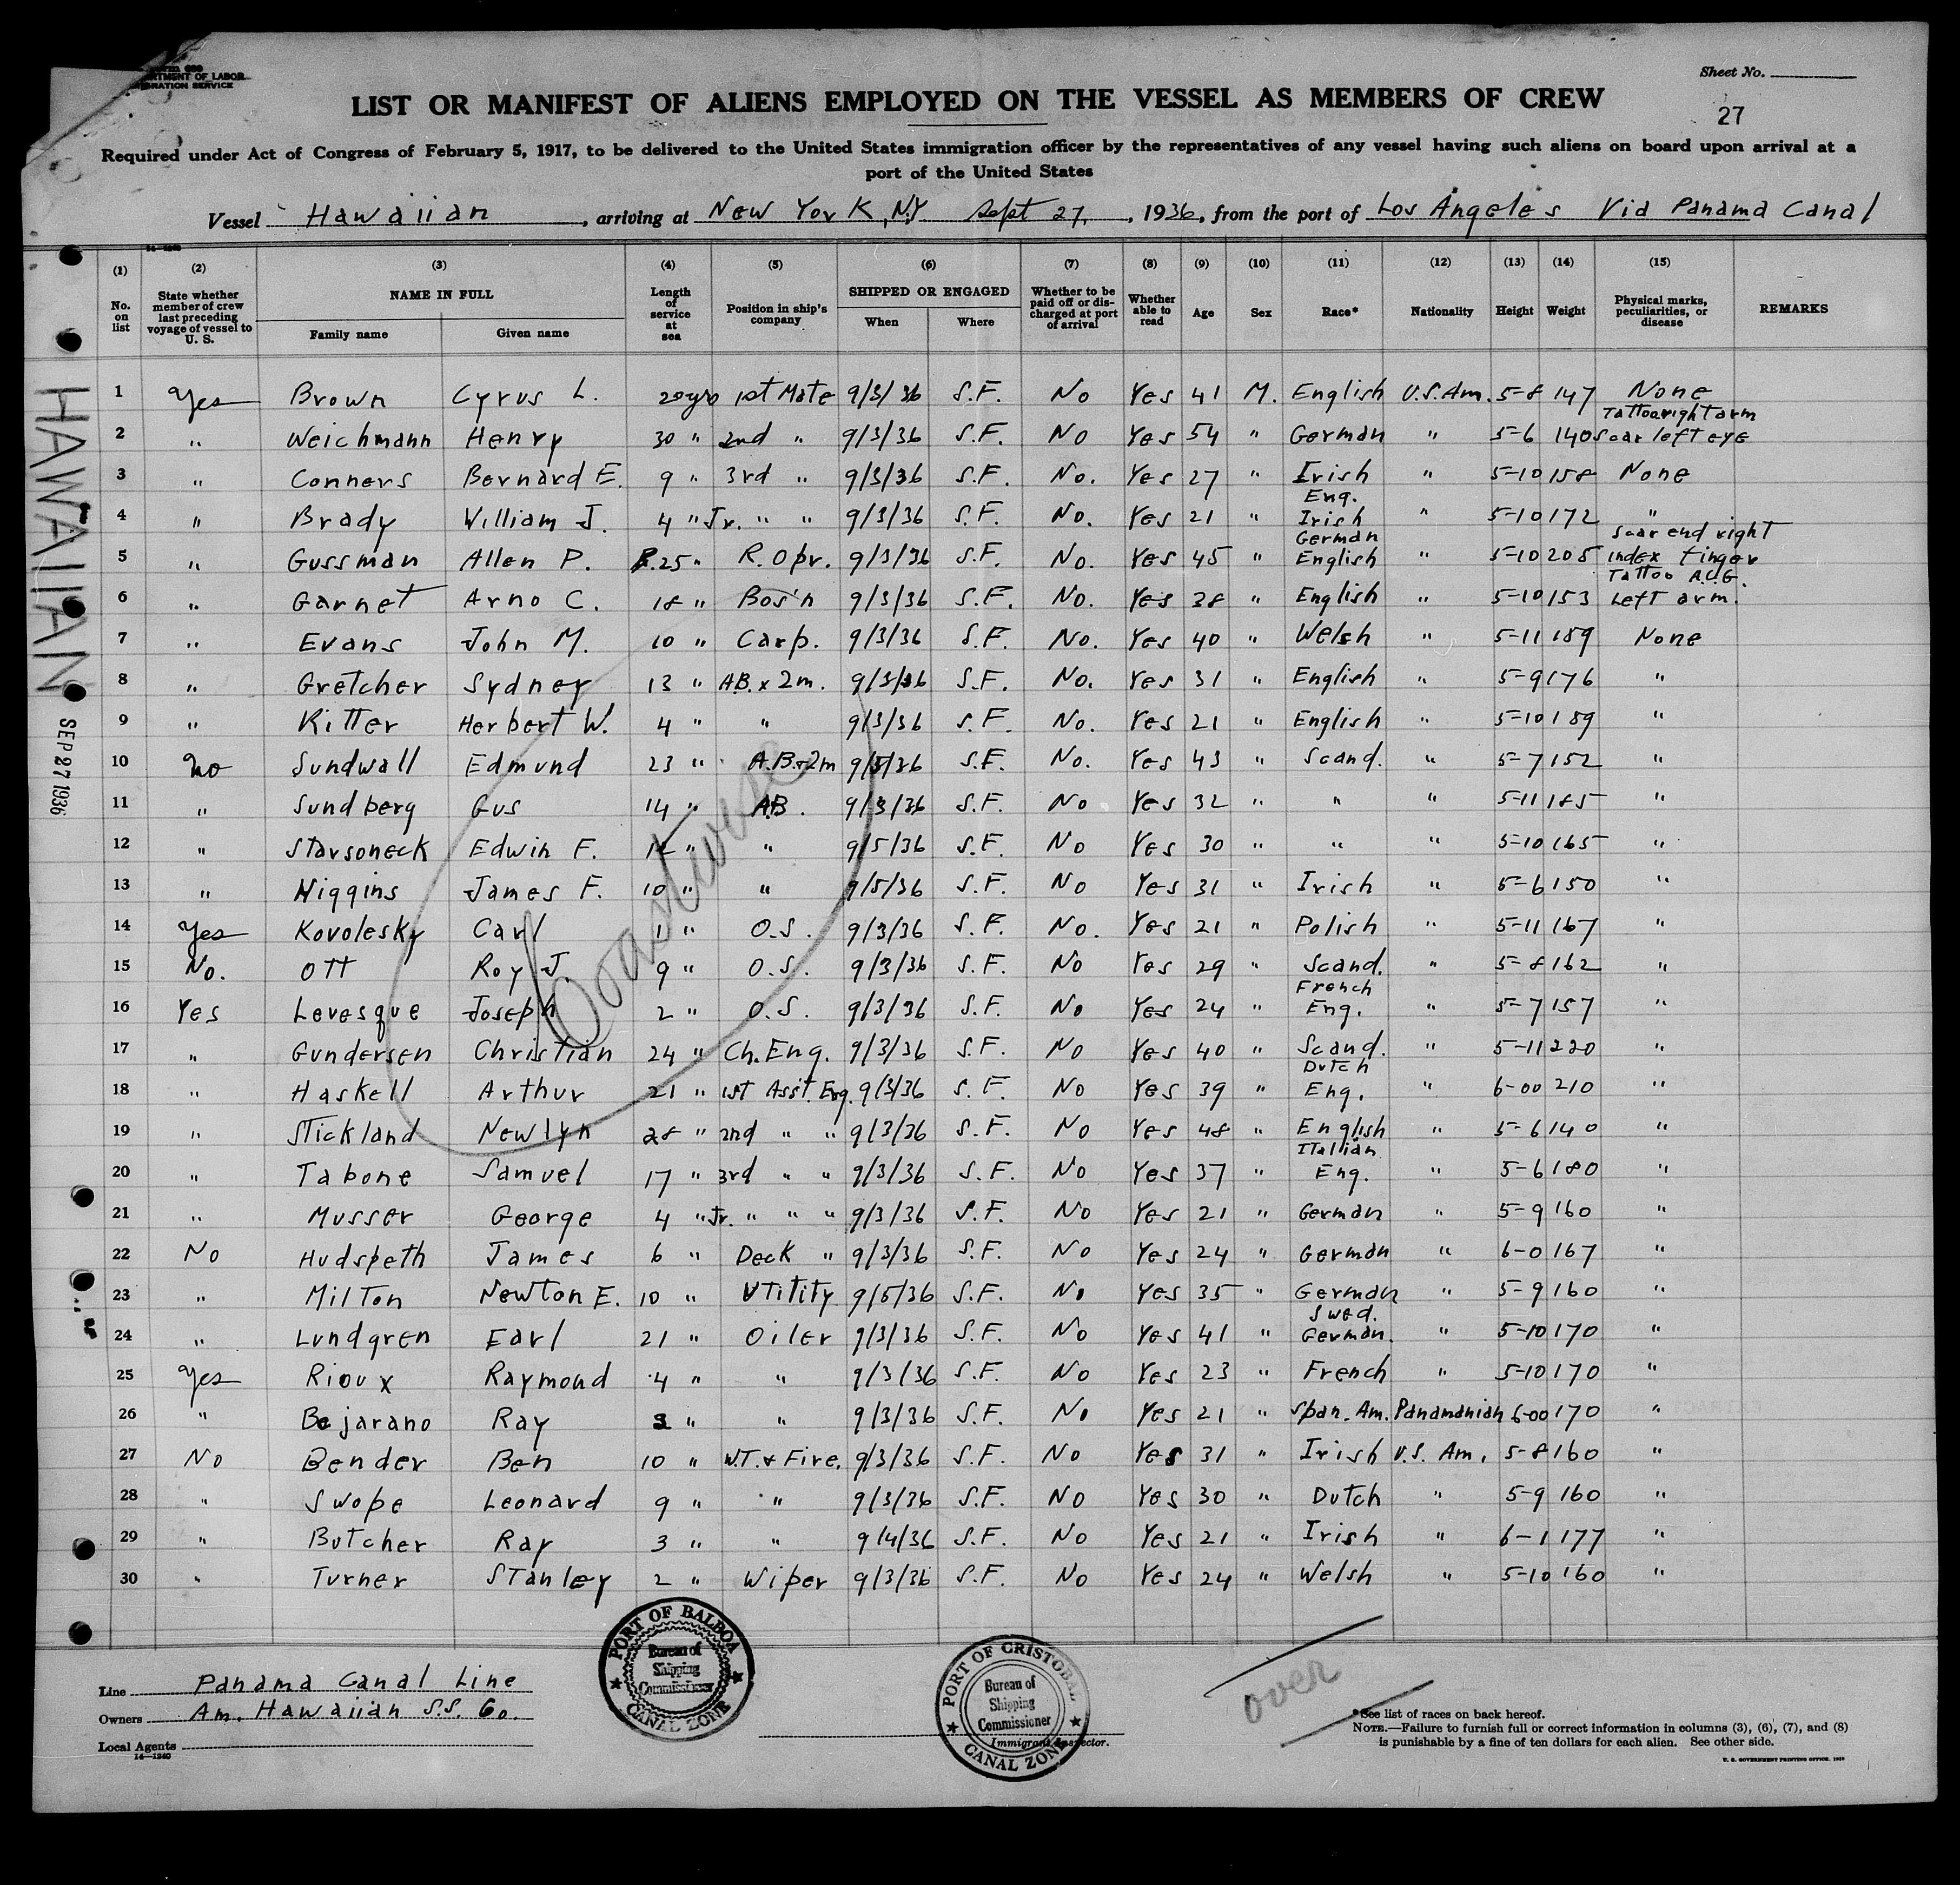 Sheet No.
27
TMENT OF LABOR
RATION SERVICE
LIST OR MANIFEST OF ALIENS EMPLOYED ON THE VESSEL AS MEMBERS OF CREW
Required under Act of Congress of February 5, 1917, to be delivered to the United States immigration officer by the representatives of any vessel having such aliens on board upon arrival at a
port of the United States
Vessel Hawaiian, arriving at New York, N.Y. Sept 27, 1936, from the port of Los Angeles Via Panama Canal
(1) (2) (3) (4) (5) (6) (7) (8) (9) (10) (11) (12) (13) (14) (15)
No. on list
State whether member of crew last preceding voyage of vessel to U. S.
NAME IN FULL
Family name Given name
Length of service at sea
Position in ship's company
SHIPPED OR ENGAGED
When Where
Whether to be paid off or discharged at port of arrival
Whether able to read
Age Sex Race* Nationality Height Weight
Physical marks, peculiarities, or disease
REMARKS
1 Yes Brown Cyrus L. 20 yrs 1st Mate 9/3/36 S.F. No Yes 41 M. English U.S.Am. 5-8 147 None
2 " Weichmann Henry 30 " 2nd " 9/3/36 S.F. No Yes 54 " German " 5-6 140 Tattoo right arm Scar left eye
3 " Conners Bernard E. 9 " 3rd " 9/3/36 S.F. No. Yes 27 " Irish " 5-10 158 None
4 " Brady William J. 4 " Jr. " " 9/3/36 S.F. No. Yes 21 " Eng. Irish " 5-10 172 "
5 " Gussman Allen P. 25 " R. Opr. 9/3/36 S.F. No. Yes 45 " German English " 5-10 205 Scar end right index finger
6 " Garnet Arno C. 18 " Bos'n 9/3/36 S.F. No. Yes 38 " English " 5-10 153 Tattoo A.C.G. Left arm.
7 " Evans John M. 10 " Carp. 9/3/36 S.F. No. Yes 40 " Welsh " 5-11 189 None
8 " Gretcher Sydney 13 " A.B. x 2m. 9/3/36 S.F. No. Yes 31 " English " 5-9 176 "
9 " Ritter Herbert W. 4 " " 9/3/36 S.F. No. Yes 21 " English " 5-10 189 "
10 No Sundwall Edmund 23 " A.B.+2m 9/5/36 S.F. No. Yes 43 " Scand. " 5-7 152 "
11 " Sundberg Gus 14 " A.B. 9/3/36 S.F. No Yes 32 " " " 5-11 185 "
12 " Starsoneck Edwin F. " " 9/5/36 S.F. No Yes 30 " " " 5-10 165 "
13 " Higgins James F. 10 " " 9/5/36 S.F. No Yes 31 " Irish " 5-6 150 "
14 Yes Kovolesky Carl 1 " O.S. 9/3/36 S.F. No. Yes 21 " Polish " 5-11 167 "
15 No. Ott Roy J. 9 " O.S. 9/3/36 S.F. No Yes 29 " Scand. " 5-8 162 "
16 Yes Levesque Joseph 2 " O.S. 9/3/36 S.F. No Yes 24 " French Eng. " 5-7 157 "
17 " Gundersen Christian 24 " Ch. Eng. 9/3/36 S.F. No Yes 40 " Scand. " 5-11 220 "
18 " Haskell Arthur 21 " 1st Asst. Eng. 9/3/36 S.F. No Yes 39 " Dutch Eng. " 6-00 210 "
19 " Stickland Newlyn 28 " 2nd " " 9/3/36 S.F. No Yes 48 " English " 5-6 140 "
20 " Tabone Samuel 17 " 3rd " " 9/3/36 S.F. No Yes 37 " ITallian Eng. " 5-6 180 "
21 " Musser George 4 " Jr. " " " 9/3/36 S.F. No Yes 21 " German " 5-9 160 "
22 No Hudspeth James 6 " Deck " 9/3/36 S.F. No Yes 24 " German " 6-0 167 "
23 " Milton Newton E. 10 " Utility 9/5/36 S.F. No Yes 35 " German " 5-9 160 "
24 " Lundgren Earl 21 " Oiler 9/3/36 S.F. No Yes 41 " Swed. German. " 5-10 170 "
25 Yes Rioux Raymond 4 " " 9/3/36 S.F. No Yes 23 " French " 5-10 170 "
26 " Bejarano Ray " " 9/3/36 S.F. No Yes 21 " Span. Am. Panamanian 6-00 170 "
27 No Bender Ben 10 " W.T. + Fire. 9/3/36 S.F. No Yes 31 " Irish U.S. Am. 5-8 160 "
28 " Swope Leonard 9 " " 9/3/36 S.F. No Yes 30 " Dutch " 5-9 160 "
29 " Butcher Ray 3 " " 9/4/36 S.F. No Yes 21 " Irish " 6-1 177 "
30 " Turner Stanley 2 " Wiper 9/3/36 S.F. No Yes 24 " Welsh " 5-10 160 "
Coastwise
HAWAIIAN
SEP 27 1936
Line Panama Canal Line
Owners Am. Hawaiian S.S. Co.
Local Agents
14—1240
PORT OF BALBOA
Bureau of
Shipping
Commissioner
CANAL ZONE
PORT OF CRISTOBAL
Bureau of
Shipping
Commissioner
CANAL ZONE
Immigrant Inspector.
over
*See list of races on back hereof.
NOTE.—Failure to furnish full or correct information in columns (3), (6), (7), and (8)
is punishable by a fine of ten dollars for each alien. See other side.
U. S. GOVERNMENT PRINTING OFFICE